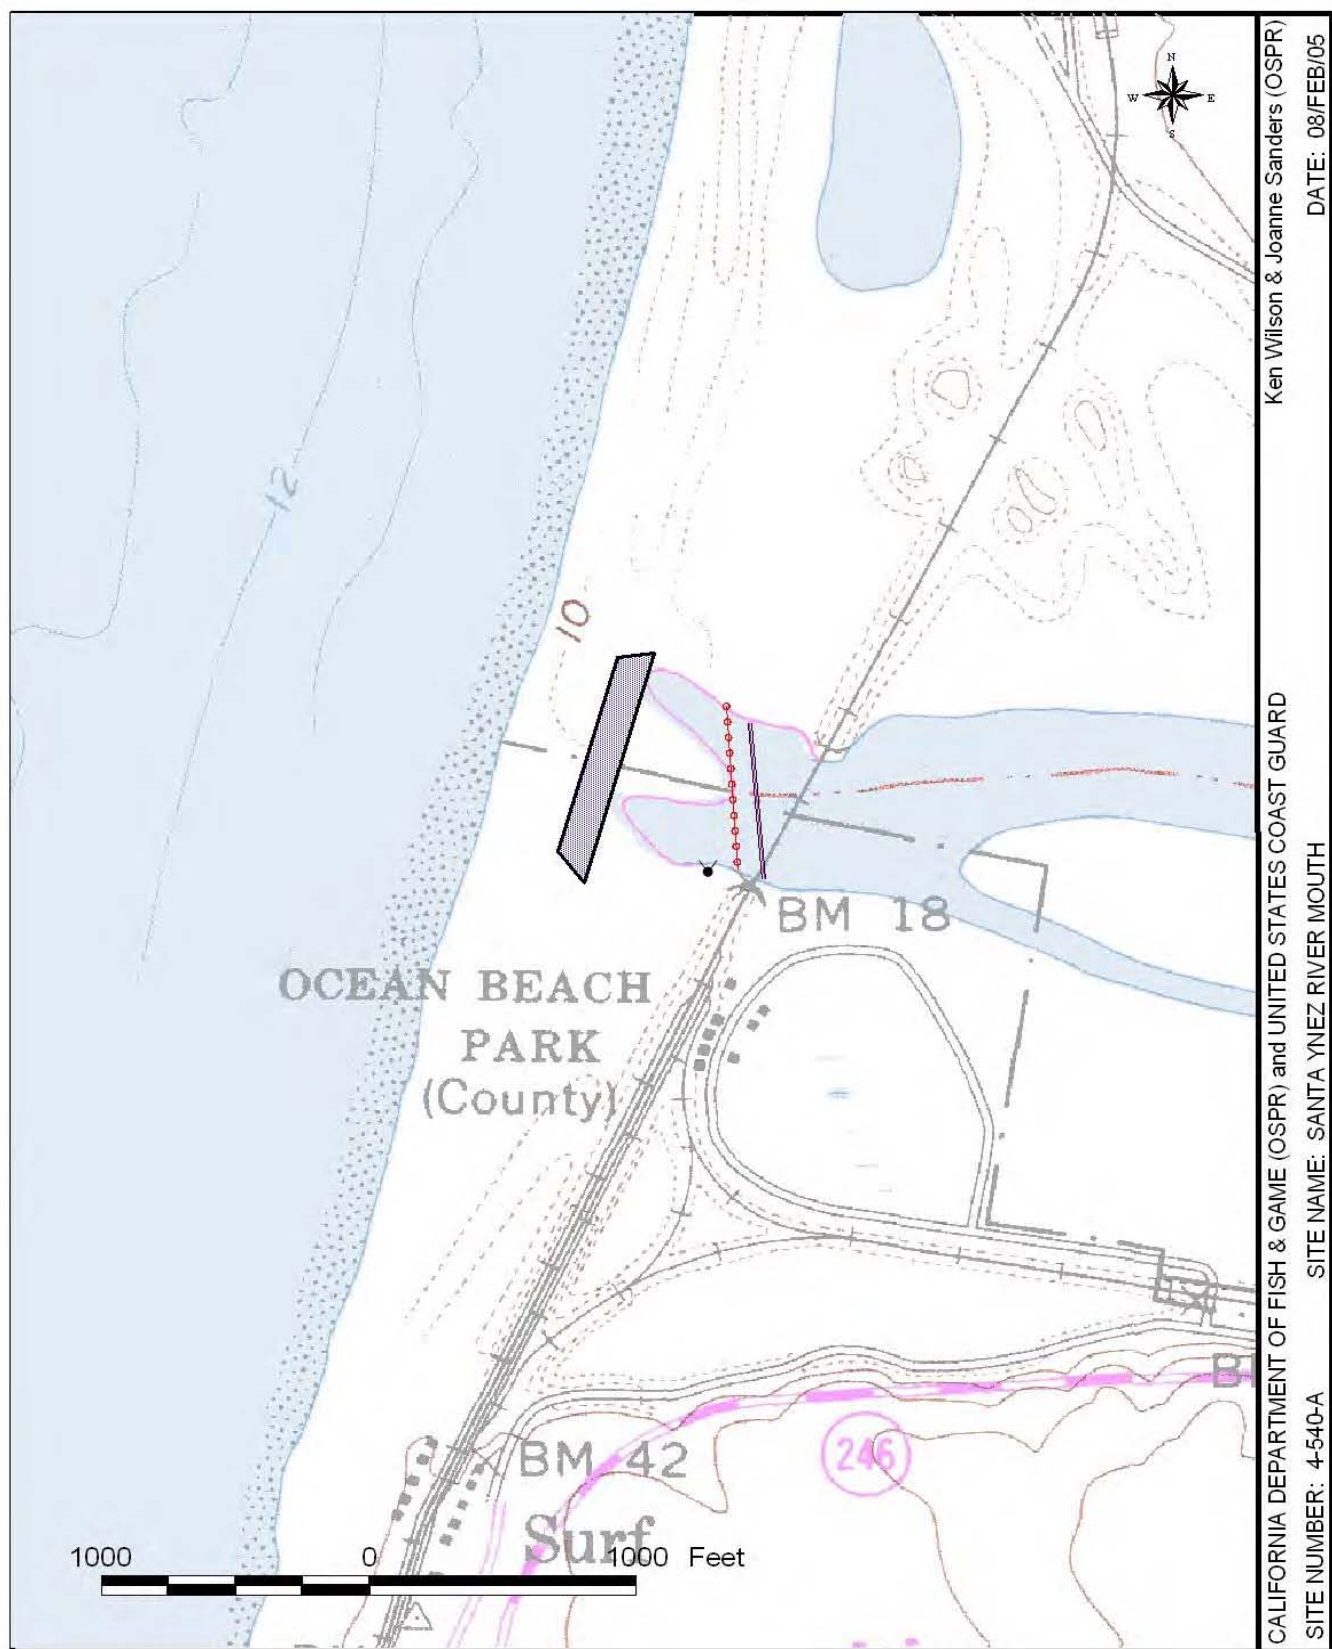 N
W E
S
12
10
BM 18
OCEAN BEACH
PARK
(County)
BM 42
246
Surf
1000 0 1000 Feet
CALIFORNIA DEPARTMENT OF FISH & GAME (OSPR) and UNITED STATES COAST GUARD Ken Wilson & Joanne Sanders (OSPR)
SITE NUMBER: 4-540-A SITE NAME: SANTA YNEZ RIVER MOUTH DATE: 08/FEB/05